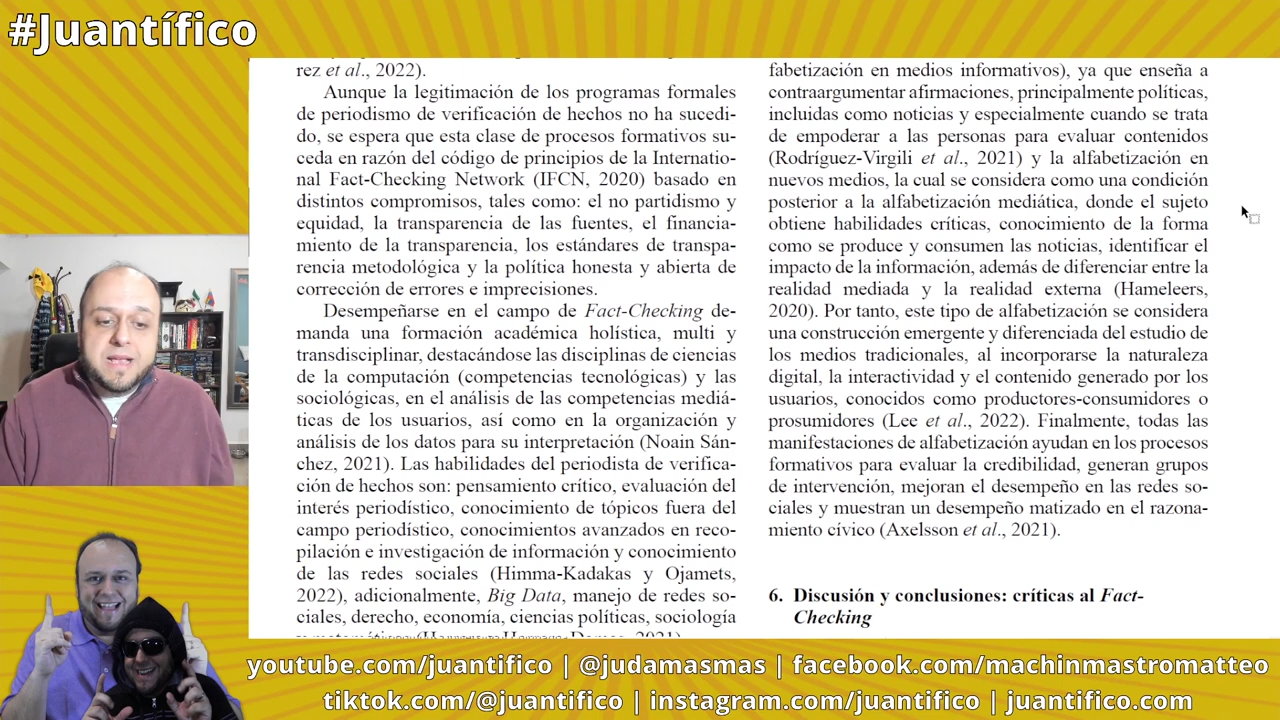 #Juantífico
rez et al., 2022).
Aunque la legitimación de los programas formales
de periodismo de verificación de hechos no ha sucedi-
do, se espera que esta clase de procesos formativos su-
ceda en razón del código de principios de la Internatio-
nal Fact-Checking Network (IFCN, 2020) basado en
distintos compromisos, tales como: el no partidismo y
equidad, la transparencia de las fuentes, el financia-
miento de la transparencia, los estándares de transpa-
rencia metodológica y la política honesta y abierta de
corrección de errores e imprecisiones.
Desempeñarse en el campo de Fact-Checking de-
manda una formación académica holística, multi y
transdisciplinar, destacándose las disciplinas de ciencias
de la computación (competencias tecnológicas) y las
sociológicas, en el análisis de las competencias mediá-
ticas de los usuarios, así como en la organización y
análisis de los datos para su interpretación (Noain Sán-
chez, 2021). Las habilidades del periodista de verifica-
ción de hechos son: pensamiento crítico, evaluación del
interés periodístico, conocimiento de tópicos fuera del
campo periodístico, conocimientos avanzados en reco-
pilación e investigación de información y conocimiento
de las redes sociales (Himma-Kadakas y Ojamets,
2022), adicionalmente, Big Data, manejo de redes so-
ciales, derecho, economía, ciencias políticas, sociología
fabetización en medios informativos), ya que enseña a
contraargumentar afirmaciones, principalmente políticas,
incluidas como noticias y especialmente cuando se trata
de empoderar a las personas para evaluar contenidos
(Rodríguez-Virgili et al., 2021) y la alfabetización en
nuevos medios, la cual se considera como una condición
posterior a la alfabetización mediática, donde el sujeto
obtiene habilidades críticas, conocimiento de la forma
como se produce y consumen las noticias, identificar el
impacto de la información, además de diferenciar entre la
realidad mediada y la realidad externa (Hameleers,
2020). Por tanto, este tipo de alfabetización se considera
una construcción emergente y diferenciada del estudio de
los medios tradicionales, al incorporarse la naturaleza
digital, la interactividad y el contenido generado por los
usuarios, conocidos como productores-consumidores o
prosumidores (Lee et al., 2022). Finalmente, todas las
manifestaciones de alfabetización ayudan en los procesos
formativos para evaluar la credibilidad, generan grupos
de intervención, mejoran el desempeño en las redes so-
ciales y muestran un desempeño matizado en el razona-
miento cívico (Axelsson et al., 2021).
6. Discusión y conclusiones: críticas al Fact-
Checking
youtube.com/juantifico | @judamasmas | facebook.com/machinmastromatteo
tiktok.com/@juantifico | instagram.com/juantifico | juantifico.com